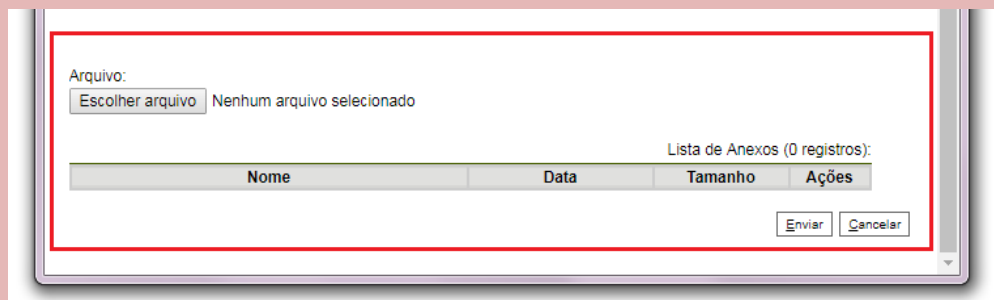 Arquivo:
Escolher arquivo Nenhum arquivo selecionado
Lista de Anexos (0 registros):
Nome Data Tamanho Ações
Enviar Cancelar